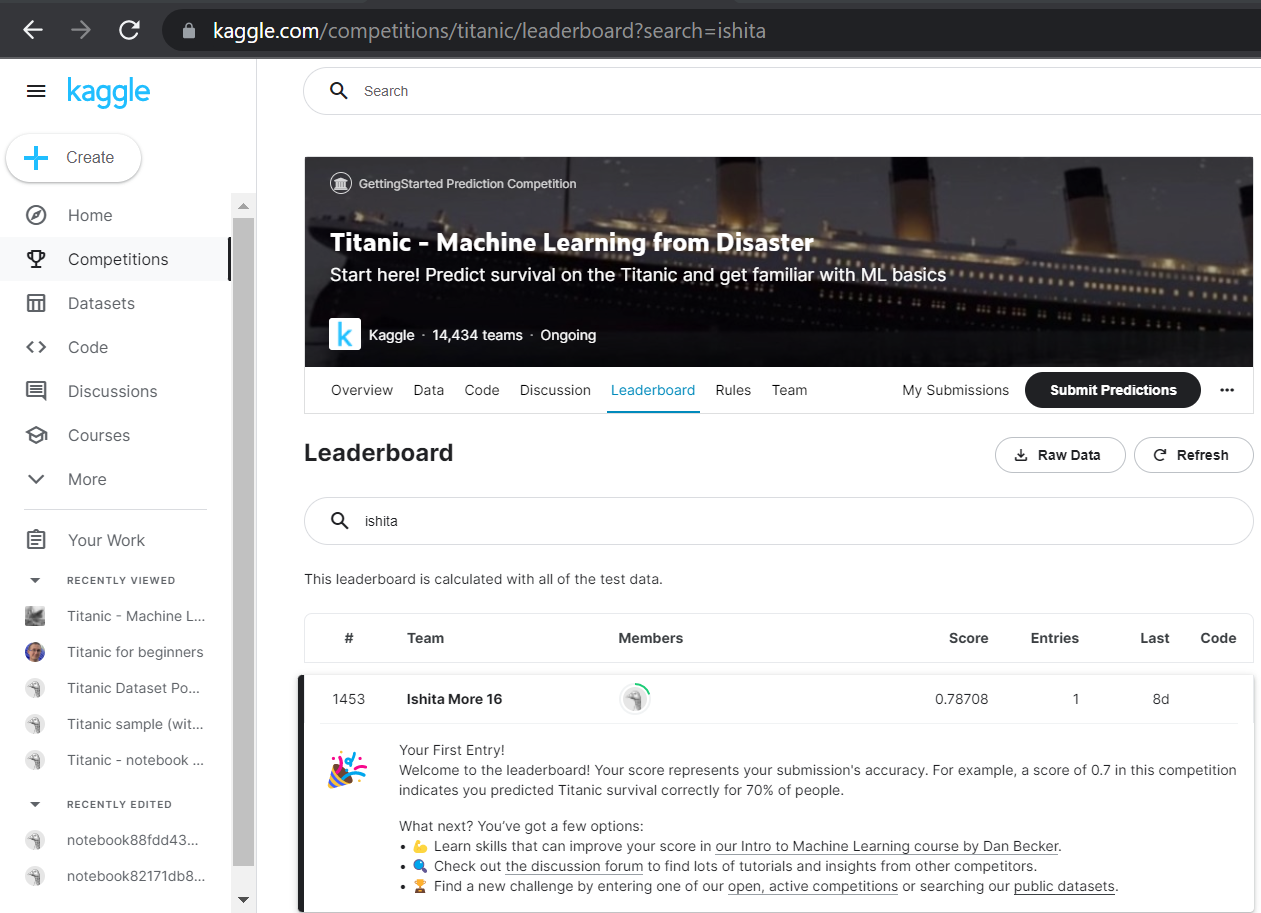 kaggle.com/competitions/titanic/leaderboard?search=ishita
kaggle
Search
Create
Home
Competitions
Datasets
Code
Discussions
Courses
More
Your Work
RECENTLY VIEWED
Titanic - Machine L...
Titanic for beginners
Titanic Dataset Po...
Titanic sample (wit...
Titanic - notebook ...
RECENTLY EDITED
notebook88fdd43...
notebook82171db8...
GettingStarted Prediction Competition
Titanic - Machine Learning from Disaster
Start here! Predict survival on the Titanic and get familiar with ML basics
k Kaggle · 14,434 teams · Ongoing
Overview Data Code Discussion Leaderboard Rules Team My Submissions Submit Predictions
Leaderboard Raw Data Refresh
ishita
This leaderboard is calculated with all of the test data.
# Team Members Score Entries Last Code
1453 Ishita More 16 0.78708 1 8d
Your First Entry!
Welcome to the leaderboard! Your score represents your submission's accuracy. For example, a score of 0.7 in this competition
indicates you predicted Titanic survival correctly for 70% of people.
What next? You've got a few options:
• 💪 Learn skills that can improve your score in our Intro to Machine Learning course by Dan Becker.
• 🔍 Check out the discussion forum to find lots of tutorials and insights from other competitors.
• 🏆 Find a new challenge by entering one of our open, active competitions or searching our public datasets.